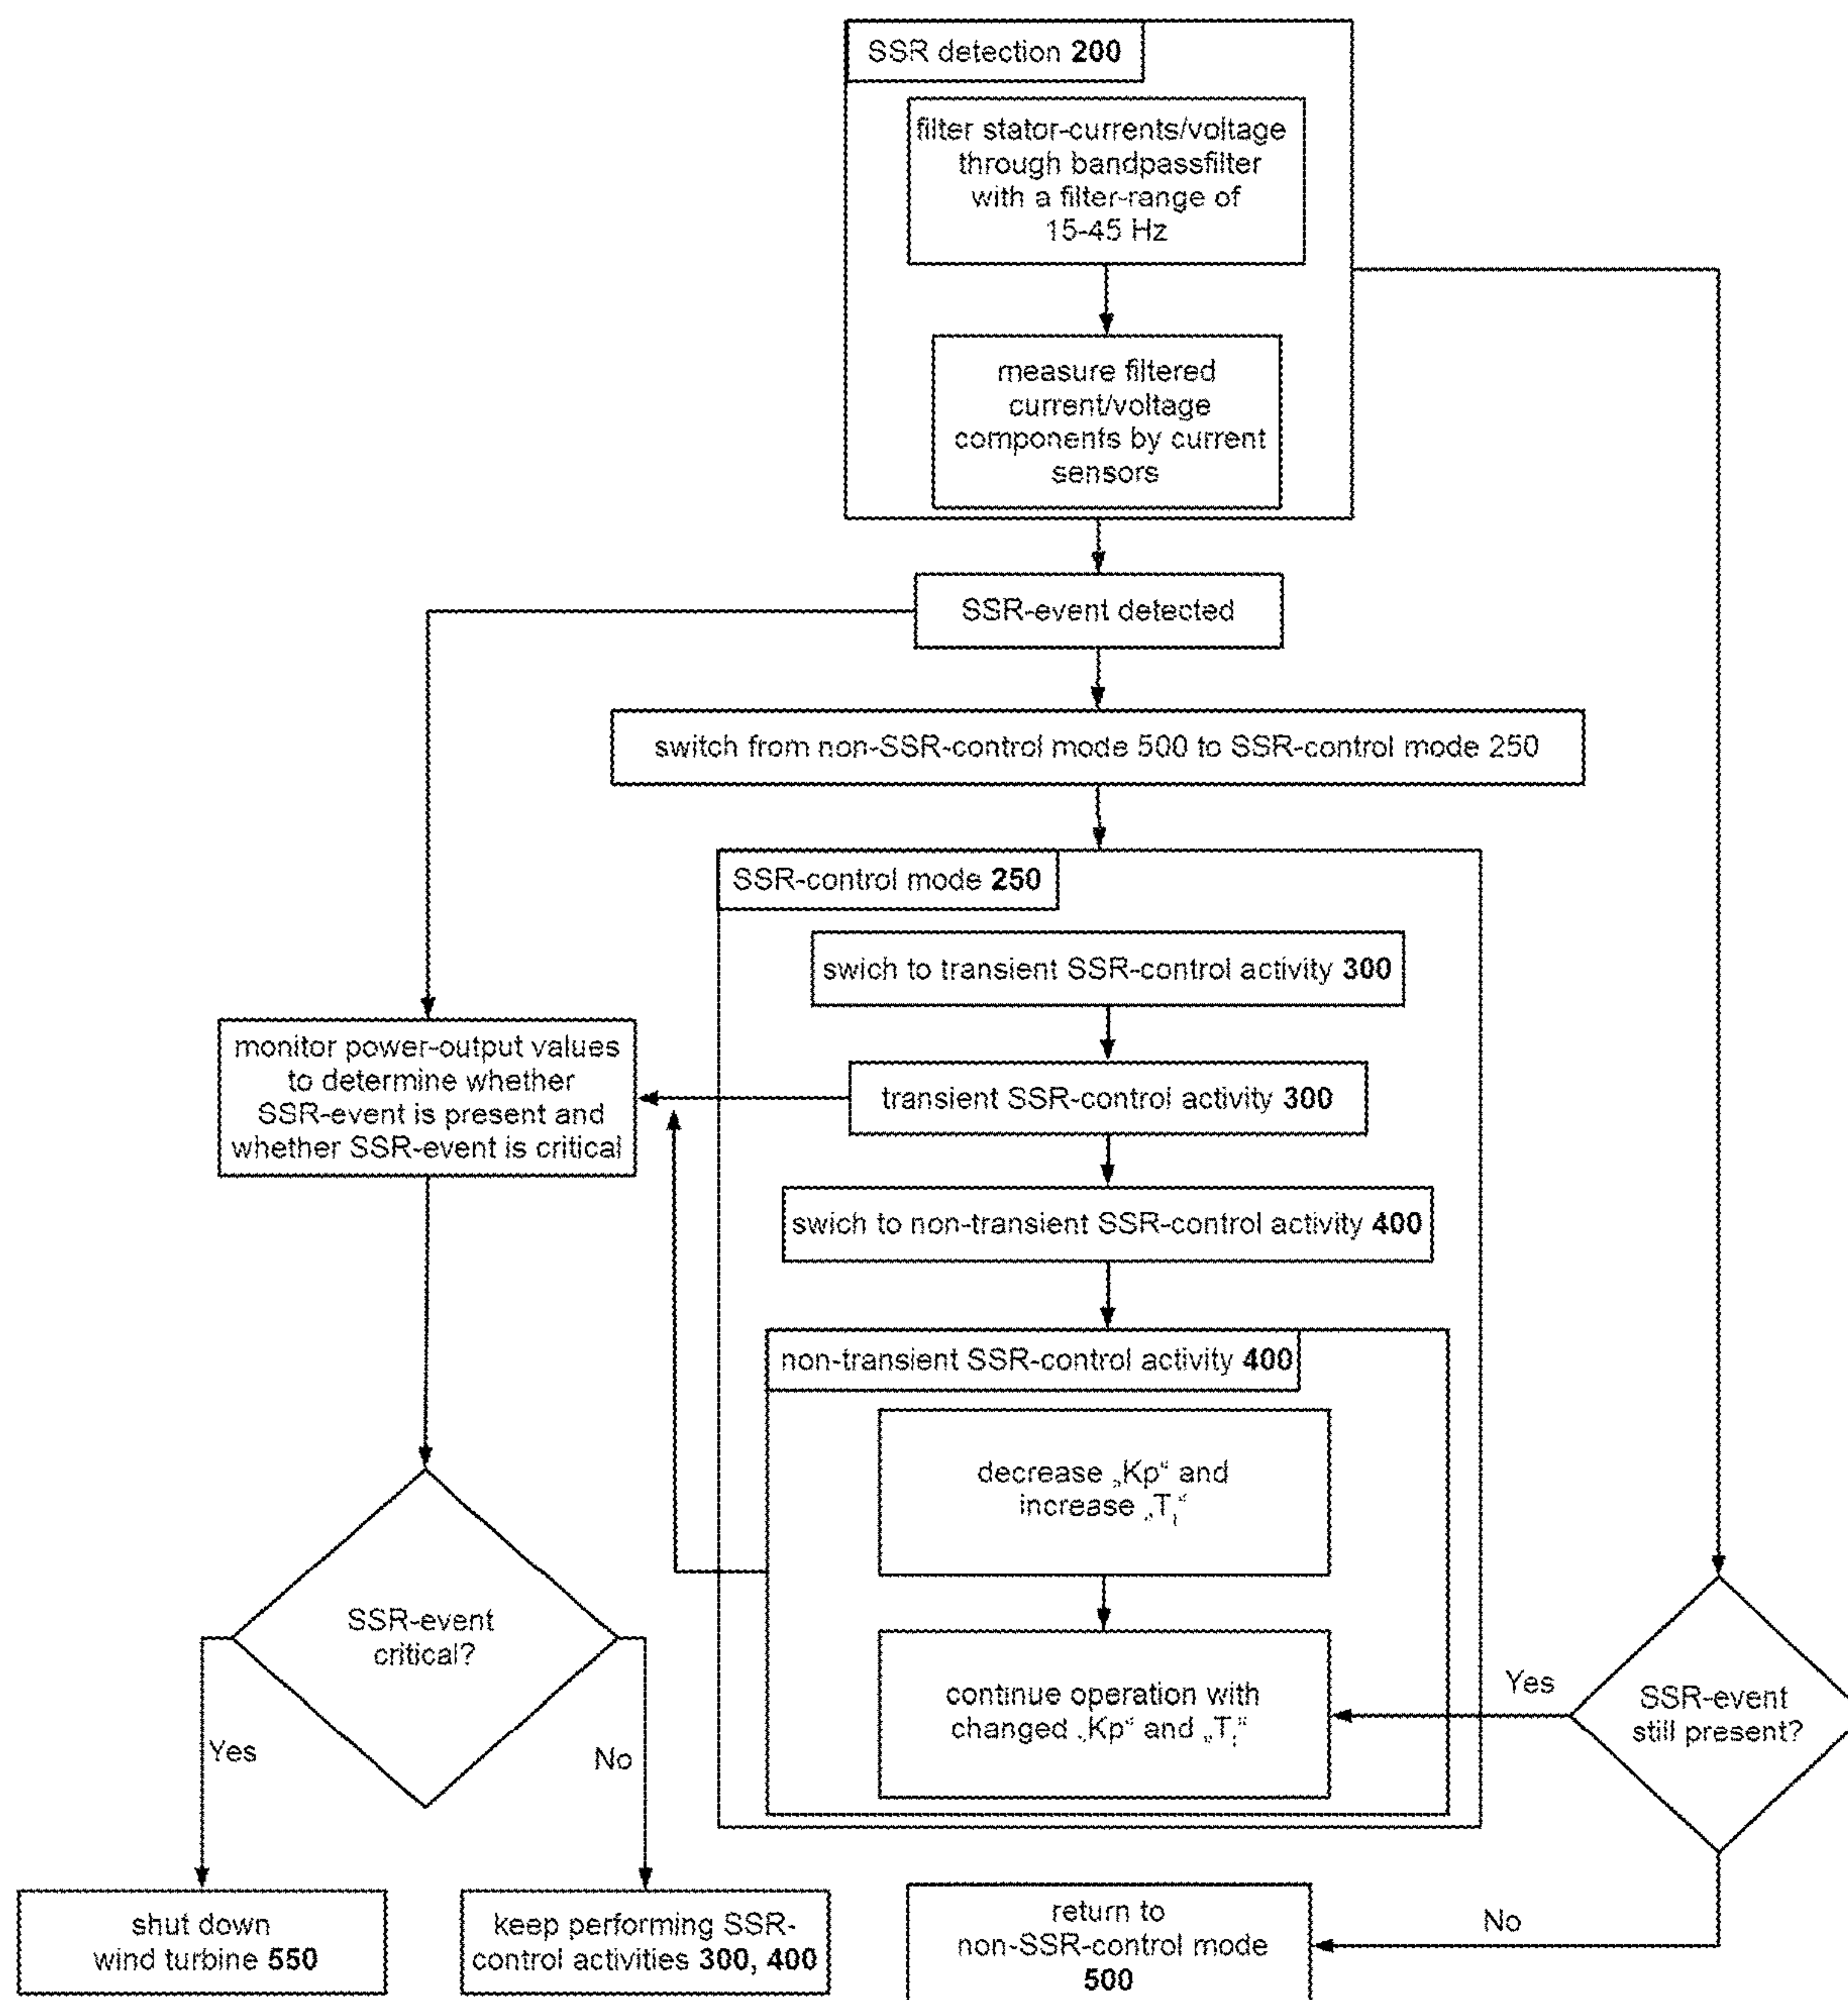 SSR detection 200
filter stator-currents/voltage
through bandpassfilter
with a filter-range of
15-45 Hz
measure filtered
current/voltage
components by current
sensors
SSR-event detected
switch from non-SSR-control mode 500 to SSR-control mode 250
SSR-control mode 250
swich to transient SSR-control activity 300
transient SSR-control activity 300
monitor power-output values
to determine whether
SSR-event is present and
whether SSR-event is critical
swich to non-transient SSR-control activity 400
non-transient SSR-control activity 400
decrease „Kp“ and
increase „Tᵢ“
continue operation with
changed „Kp“ and „Tᵢ“
SSR-event
critical?
Yes
No
SSR-event
still present?
Yes
No
shut down
wind turbine 550
keep performing SSR-
control activities 300, 400
return to
non-SSR-control mode
500